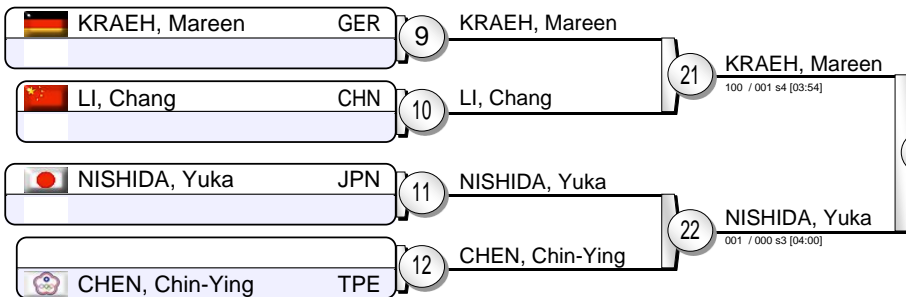 KRAEH, Mareen GER 9 KRAEH, Mareen
21 KRAEH, Mareen
100 / 001 s4 [03:54]
LI, Chang CHN 10 LI, Chang
NISHIDA, Yuka JPN 11 NISHIDA, Yuka
22 NISHIDA, Yuka
001 / 000 s3 [04:00]
CHEN, Chin-Ying TPE 12 CHEN, Chin-Ying